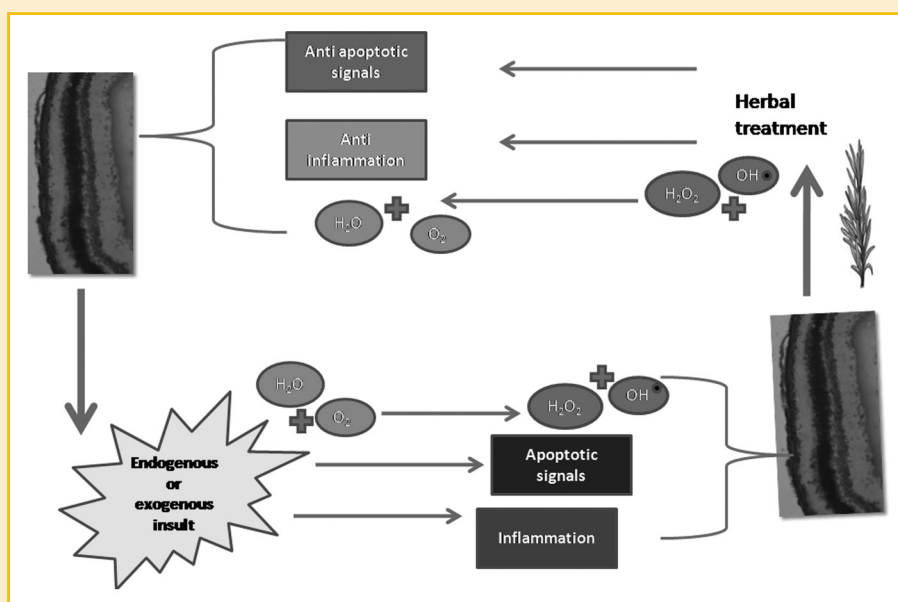 Anti apoptotic
signals
Herbal
treatment
Anti
inflammation
H₂O
O₂
H₂O₂
OH
H₂O
O₂
H₂O₂
OH
Endogenous
or
exogenous
insult
Apoptotic
signals
Inflammation